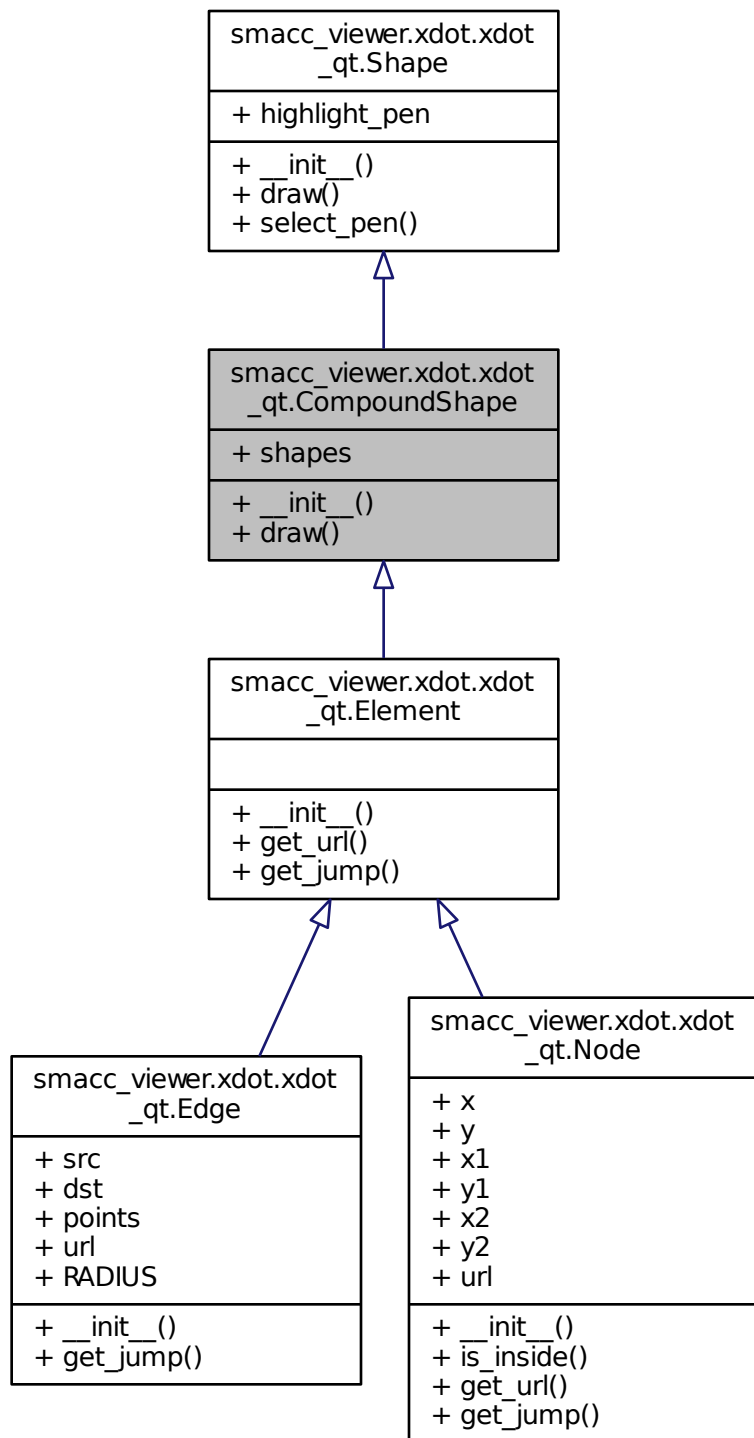 smacc_viewer.xdot.xdot
_qt.Shape
+ highlight_pen
+ __init__()
+ draw()
+ select_pen()
smacc_viewer.xdot.xdot
_qt.CompoundShape
+ shapes
+ __init__()
+ draw()
smacc_viewer.xdot.xdot
_qt.Element
+ __init__()
+ get_url()
+ get_jump()
smacc_viewer.xdot.xdot
_qt.Edge
+ src
+ dst
+ points
+ url
+ RADIUS
+ __init__()
+ get_jump()
smacc_viewer.xdot.xdot
_qt.Node
+ x
+ y
+ x1
+ y1
+ x2
+ y2
+ url
+ __init__()
+ is_inside()
+ get_url()
+ get_jump()